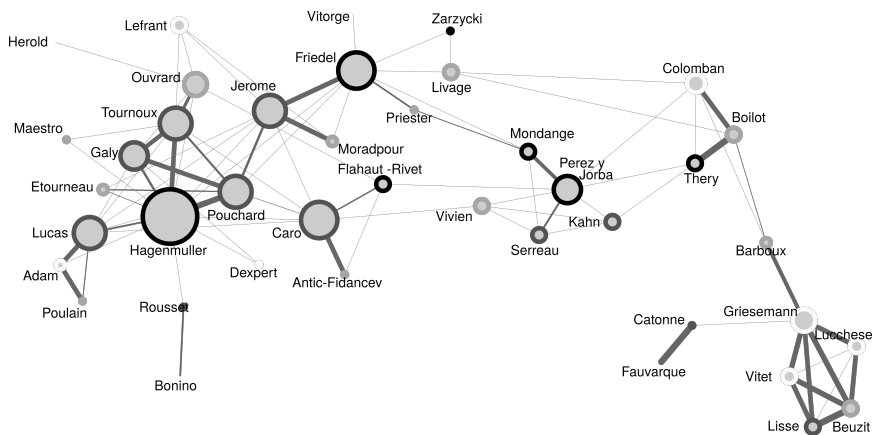 Vitorge
Zarzycki
Lefrant
Herold
Friedel
Colomban
Ouvrard
Jerome
Livage
Tournoux
Priester
Boilot
Maestro
Mondange
Galy
Moradpour
Perez y
Jorba
Flahaut -Rivet
Thery
Etourneau
Pouchard
Vivien
Kahn
Lucas
Caro
Hagenmuller
Serreau
Barboux
Adam
Dexpert
Antic-Fidancev
Poulain
Rousset
Griesemann
Catonne
Lucchese
Fauvarque
Vitet
Bonino
Lisse
Beuzit